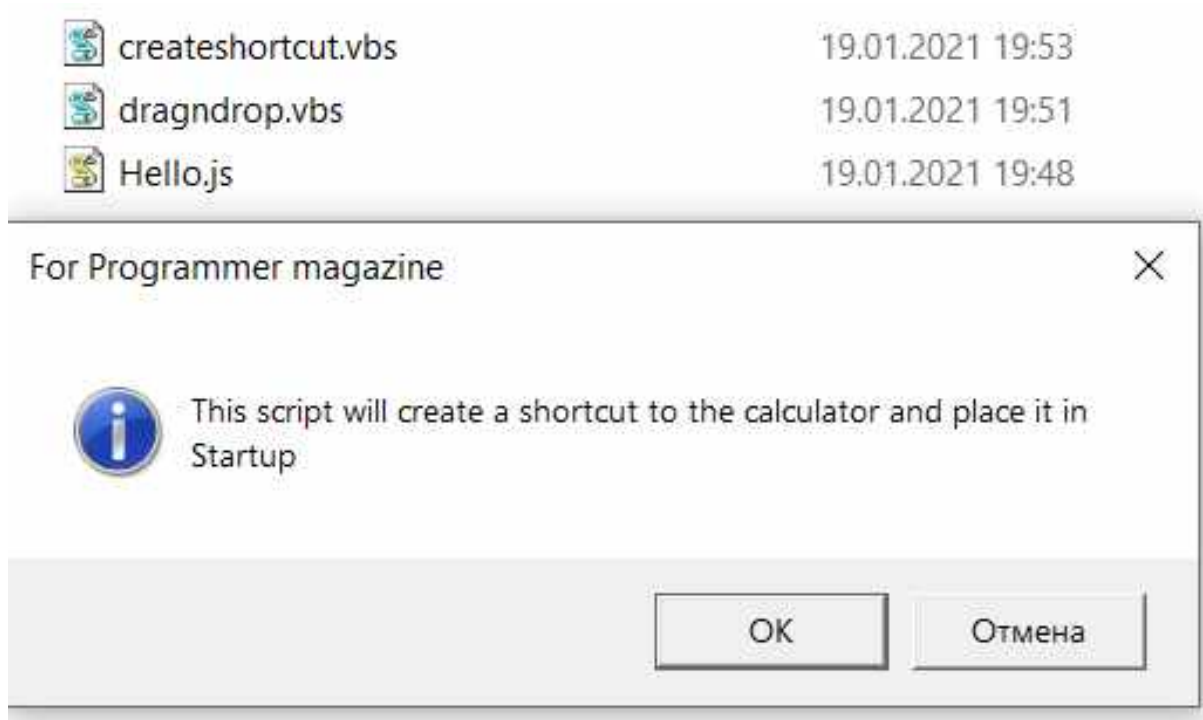 createshortcut.vbs 19.01.2021 19:53
dragndrop.vbs 19.01.2021 19:51
Hello.js 19.01.2021 19:48
For Programmer magazine
This script will create a shortcut to the calculator and place it in
Startup
OK Отмена